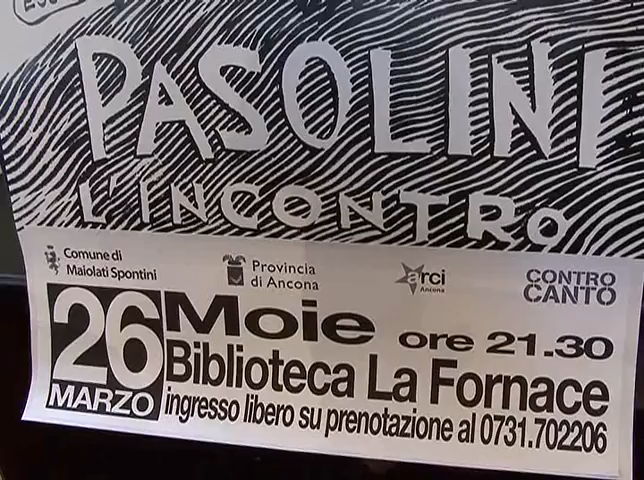 PASOLINI
L'INCONTRO
Comune di
Maiolati Spontini
Provincia
di Ancona
arci
Ancona
CONTRO
CANTO
26
MARZO
Moie ore 21.30
Biblioteca La Fornace
ingresso libero su prenotazione al 0731.702206